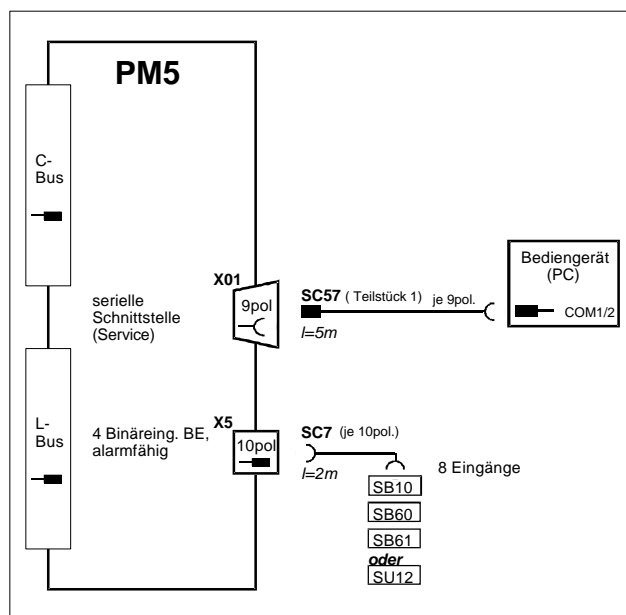 PM5
C-
Bus
X01
9pol
serielle
Schnittstelle
(Service)
SC57 ( Teilstück 1) je 9pol.
l=5m
Bediengerät
(PC)
COM1/2
L-
Bus
4 Binäreing. BE,
alarmfähig
X5
10pol
SC7 (je 10pol.)
l=2m
8 Eingänge
SB10
SB60
SB61
oder
SU12